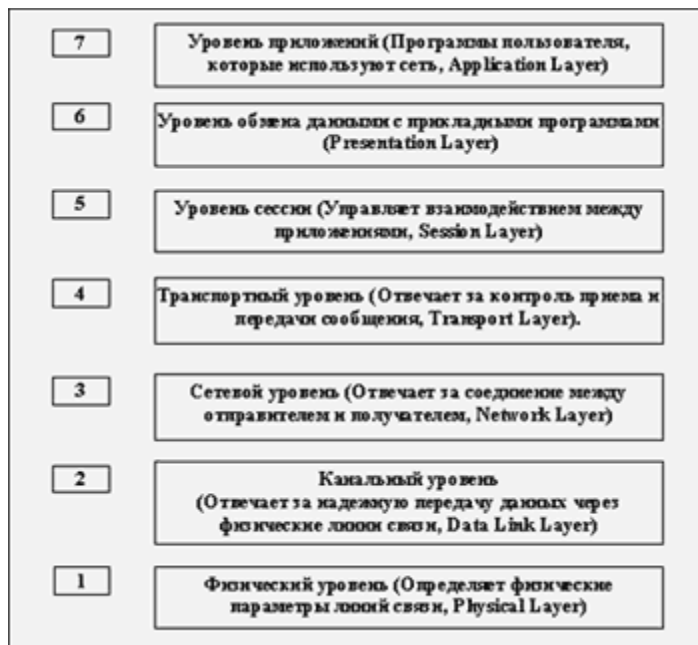 7
Уровень приложений (Программы пользователя,
которые используют сеть, Application Layer)
6
Уровень обмена данными с прикладными программами
(Presentation Layer)
5
Уровень сессии (Управляет взаимодействием между
приложениями, Session Layer)
4
Транспортный уровень (Отвечает за контроль приема и
передачи сообщения, Transport Layer).
3
Сетевой уровень (Отвечает за соединение между
отправителем и получателем, Network Layer)
2
Канальный уровень
(Отвечает за надежную передачу данных через
физические линии связи, Data Link Layer)
1
Физический уровень (Определяет физические
параметры линий связи, Physical Layer)